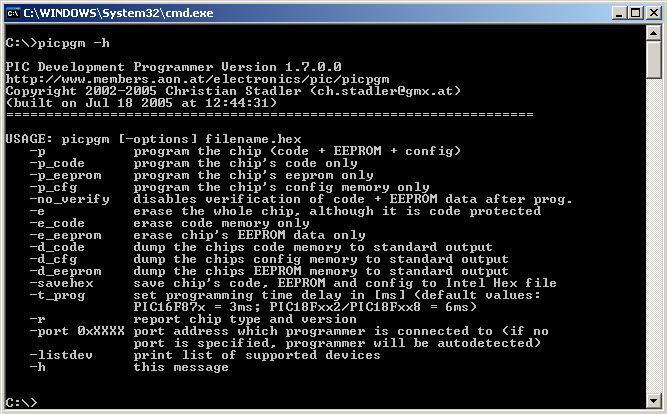 C:\WINDOWS\System32\cmd.exe
C:\>picpgm -h
PIC Development Programmer Version 1.7.0.0
http://www.members.aon.at/electronics/pic/picpgm
Copyright 2002-2005 Christian Stadler (ch.stadler@gmx.at)
(built on Jul 18 2005 at 12:44:31)
==================================================================
USAGE: picpgm [-options] filename.hex
-p program the chip (code + EEPROM + config)
-p_code program the chip's code only
-p_eeprom program the chip's eeprom only
-p_cfg program the chip's config memory only
-no_verify disables verification of code + EEPROM data after prog.
-e erase the whole chip, although it is code protected
-e_code erase code memory only
-e_eeprom erase chip's EEPROM data only
-d_code dump the chips code memory to standard output
-d_cfg dump the chips config memory to standard output
-d_eeprom dump the chips EEPROM memory to standard output
-savehex save chip's code, EEPROM and config to Intel Hex file
-t_prog set programming time delay in [ms] (default values:
PIC16F87x = 3ms; PIC18Fxx2/PIC18Fxx8 = 6ms)
-r report chip type and version
-port 0xXXXX port address which programmer is connected to (if no
port is specified, programmer will be autodetected)
-listdev print list of supported devices
-h this message
C:\>